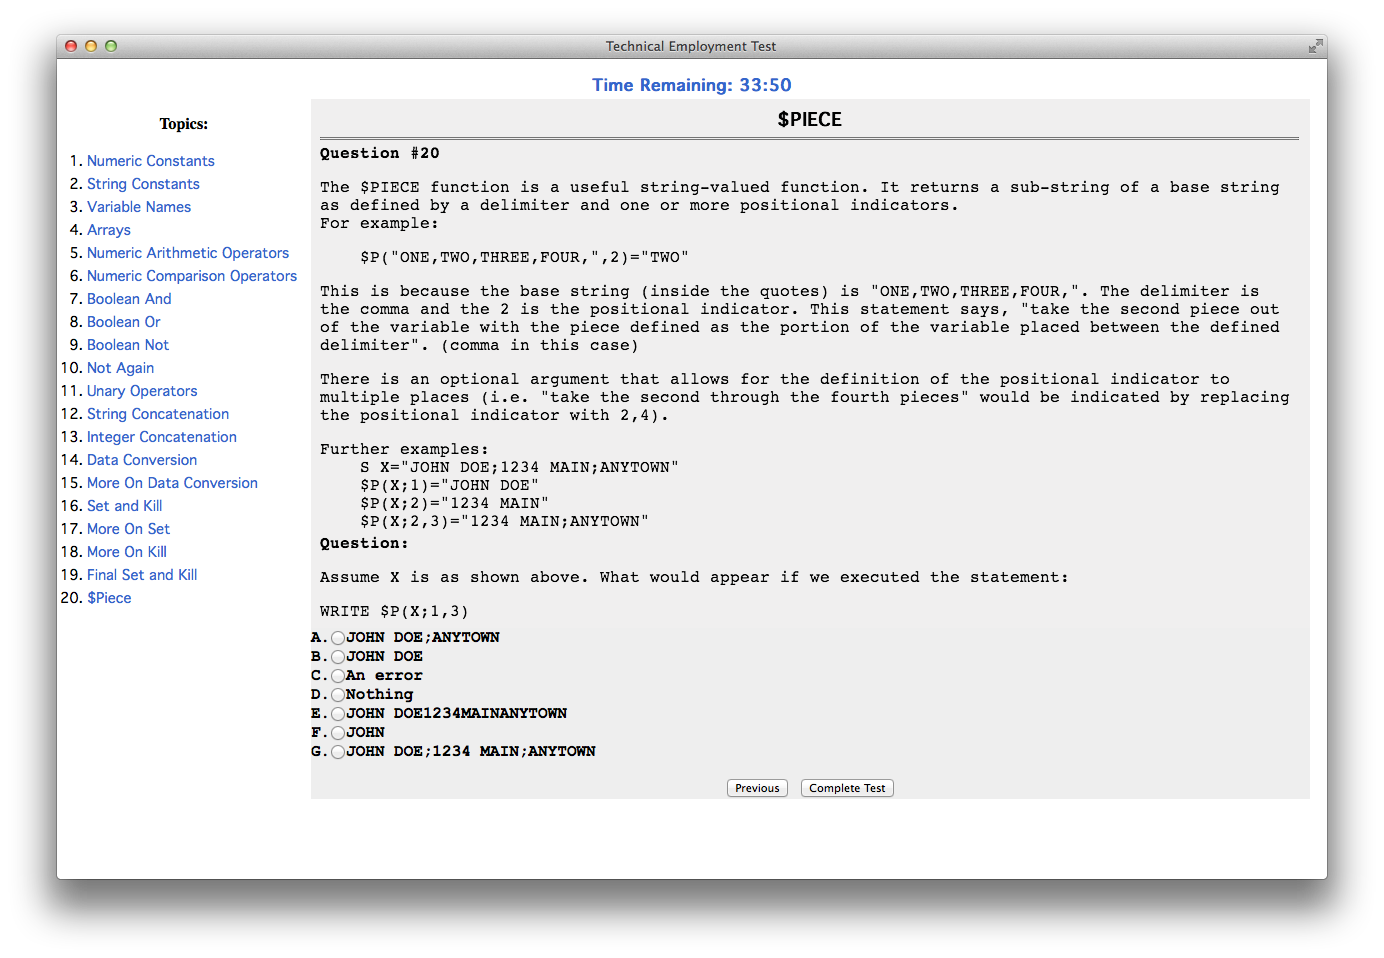 Technical Employment Test
Time Remaining: 33:50
Topics:
1. Numeric Constants
2. String Constants
3. Variable Names
4. Arrays
5. Numeric Arithmetic Operators
6. Numeric Comparison Operators
7. Boolean And
8. Boolean Or
9. Boolean Not
10. Not Again
11. Unary Operators
12. String Concatenation
13. Integer Concatenation
14. Data Conversion
15. More On Data Conversion
16. Set and Kill
17. More On Set
18. More On Kill
19. Final Set and Kill
20. $Piece
$PIECE
Question #20
The $PIECE function is a useful string-valued function. It returns a sub-string of a base string
as defined by a delimiter and one or more positional indicators.
For example:
$P("ONE,TWO,THREE,FOUR,",2)="TWO"
This is because the base string (inside the quotes) is "ONE,TWO,THREE,FOUR,". The delimiter is
the comma and the 2 is the positional indicator. This statement says, "take the second piece out
of the variable with the piece defined as the portion of the variable placed between the defined
delimiter". (comma in this case)
There is an optional argument that allows for the definition of the positional indicator to
multiple places (i.e. "take the second through the fourth pieces" would be indicated by replacing
the positional indicator with 2,4).
Further examples:
S X="JOHN DOE;1234 MAIN;ANYTOWN"
$P(X;1)="JOHN DOE"
$P(X;2)="1234 MAIN"
$P(X;2,3)="1234 MAIN;ANYTOWN"
Question:
Assume X is as shown above. What would appear if we executed the statement:
WRITE $P(X;1,3)
A. JOHN DOE;ANYTOWN
B. JOHN DOE
C. An error
D. Nothing
E. JOHN DOE1234MAINANYTOWN
F. JOHN
G. JOHN DOE;1234 MAIN;ANYTOWN
Previous Complete Test